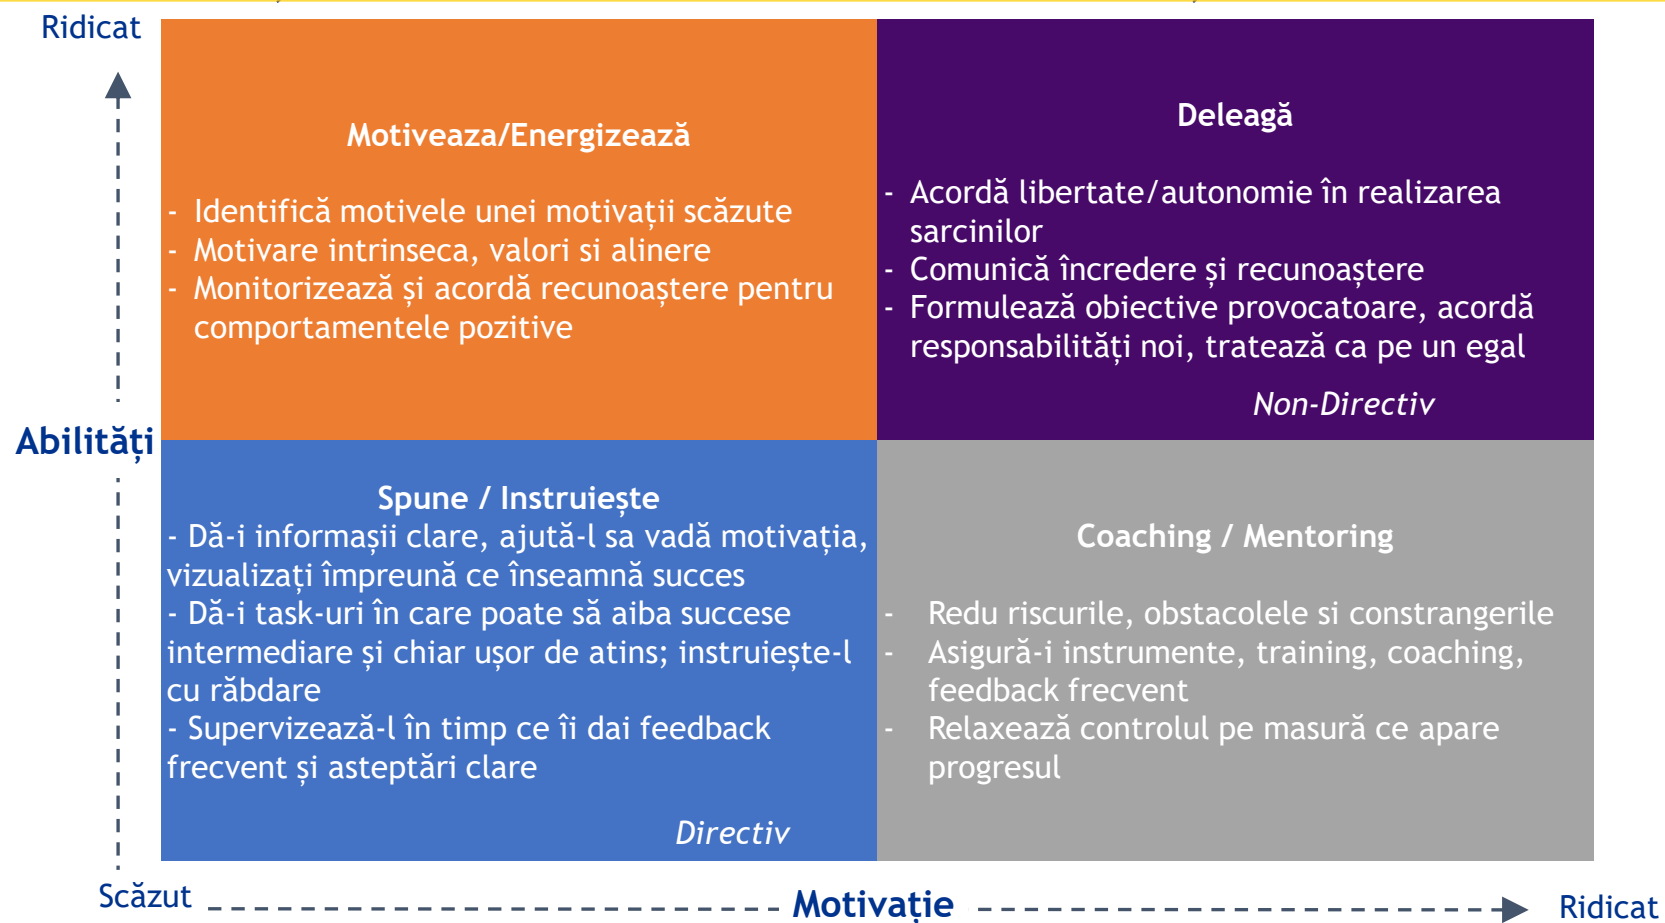 Ridicat
Motiveaza/Energizează
- Identifică motivele unei motivații scăzute
- Motivare intrinseca, valori si alinere
- Monitorizează și acordă recunoaștere pentru
comportamentele pozitive
Deleagă
- Acordă libertate/autonomie în realizarea
sarcinilor
- Comunică încredere și recunoaștere
- Formulează obiective provocatoare, acordă
responsabilități noi, tratează ca pe un egal
Non-Directiv
Abilități
Spune / Instruiește
- Dă-i informașii clare, ajută-l sa vadă motivația,
vizualizați împreună ce înseamnă succes
- Dă-i task-uri în care poate să aiba succese
intermediare și chiar ușor de atins; instruiește-l
cu răbdare
- Supervizează-l în timp ce îi dai feedback
frecvent și asteptări clare
Directiv
Coaching / Mentoring
- Redu riscurile, obstacolele si constrangerile
- Asigură-i instrumente, training, coaching,
feedback frecvent
- Relaxează controlul pe masură ce apare
progresul
Scăzut
Motivație
Ridicat